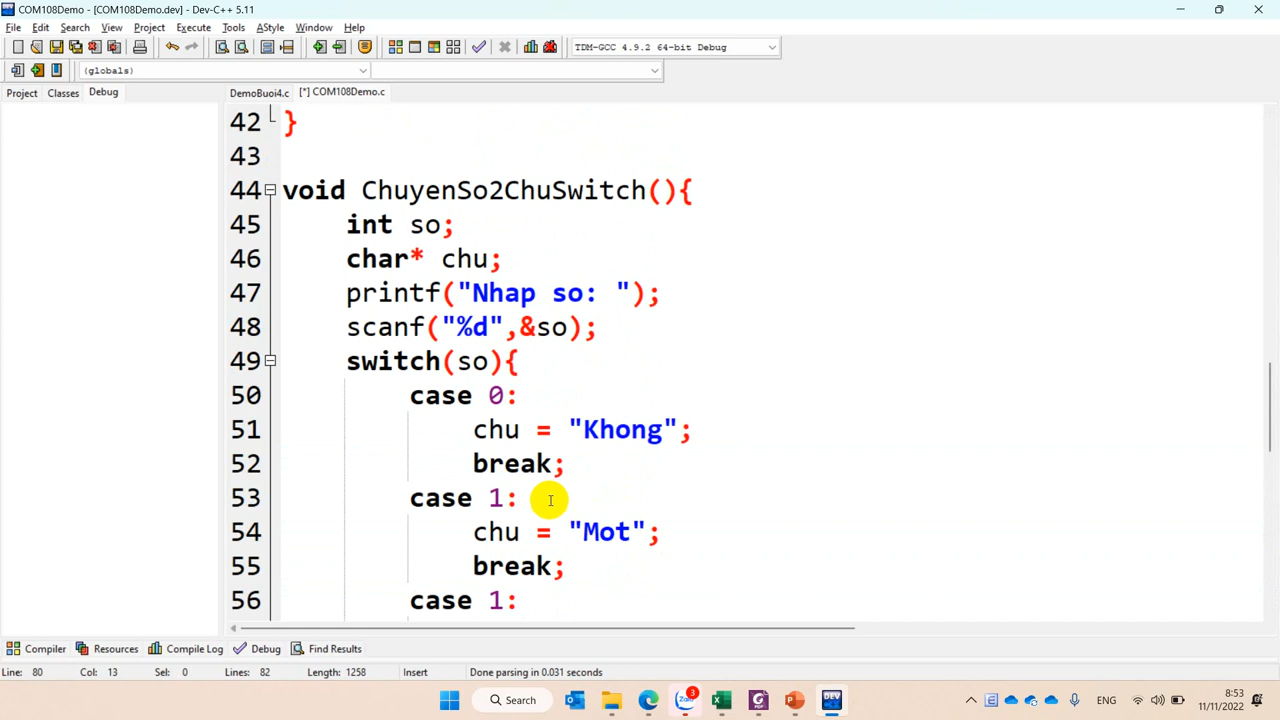 COM108Demo - [COM108Demo.dev] - Dev-C++ 5.11
File Edit Search View Project Execute Tools AStyle Window Help
TDM-GCC 4.9.2 64-bit Debug
(globals)
Project Classes Debug DemoBuoi4.c [*] COM108Demo.c
42 }
43
44 void ChuyenSo2ChuSwitch(){
45 int so;
46 char* chu;
47 printf("Nhap so: ");
48 scanf("%d",&so);
49 switch(so){
50 case 0:
51 chu = "Khong";
52 break;
53 case 1:
54 chu = "Mot";
55 break;
56 case 1:
Compiler Resources Compile Log Debug Find Results
Line: 80 Col: 13 Sel: 0 Lines: 82 Length: 1258 Insert Done parsing in 0.031 seconds
Search Zalo 3 DEV ENG 8:53
11/11/2022